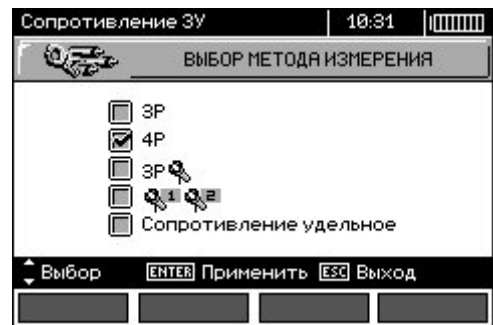 Сопротивление ЗУ 10:31
ВЫБОР МЕТОДА ИЗМЕРЕНИЯ
3P
4P
3P
1 2
Сопротивление удельное
Выбор ENTER Применить ESC Выход